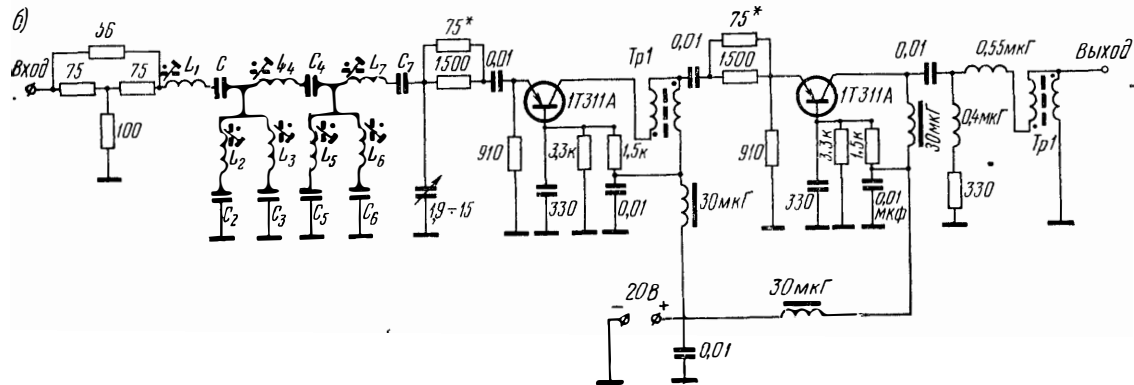 б)
56
Вход
75
75
100
L₁
C
L₄
C₄
L₇
C₇
L₂
L₃
L₅
L₆
C₂
C₃
C₅
C₆
75*
1500
1,9÷15
0,01
910
1Т311А
330
3,3к
1,5к
0,01
Тр1
30мкГ
0,01
75*
1500
910
1Т311А
330
3,3к
1,5к
0,01
мкф
30мкГ
0,01
0,55мкГ
0,4мкГ
330
Тр1
Выход
− 20В +
30мкГ
0,01